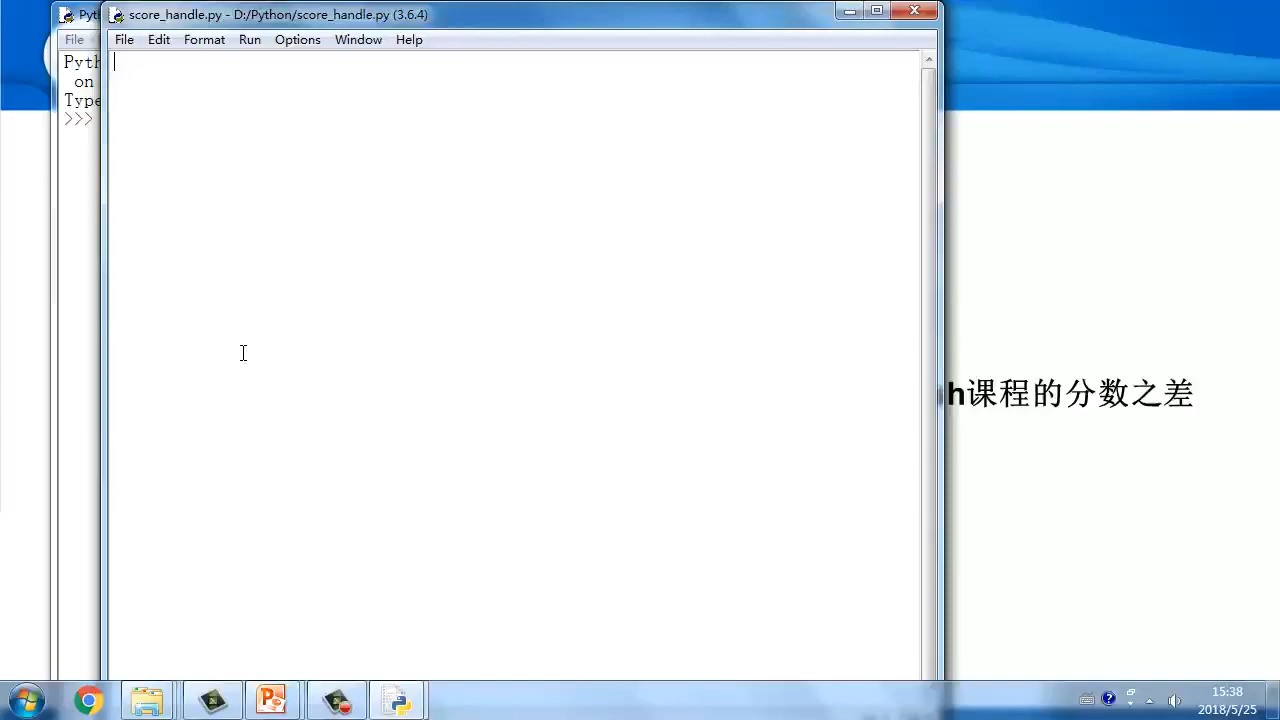 Pyth
score_handle.py - D:/Python/score_handle.py (3.6.4)
File
File Edit Format Run Options Window Help
Pyth
on
Type
>>>
h课程的分数之差
15:38
2018/5/25